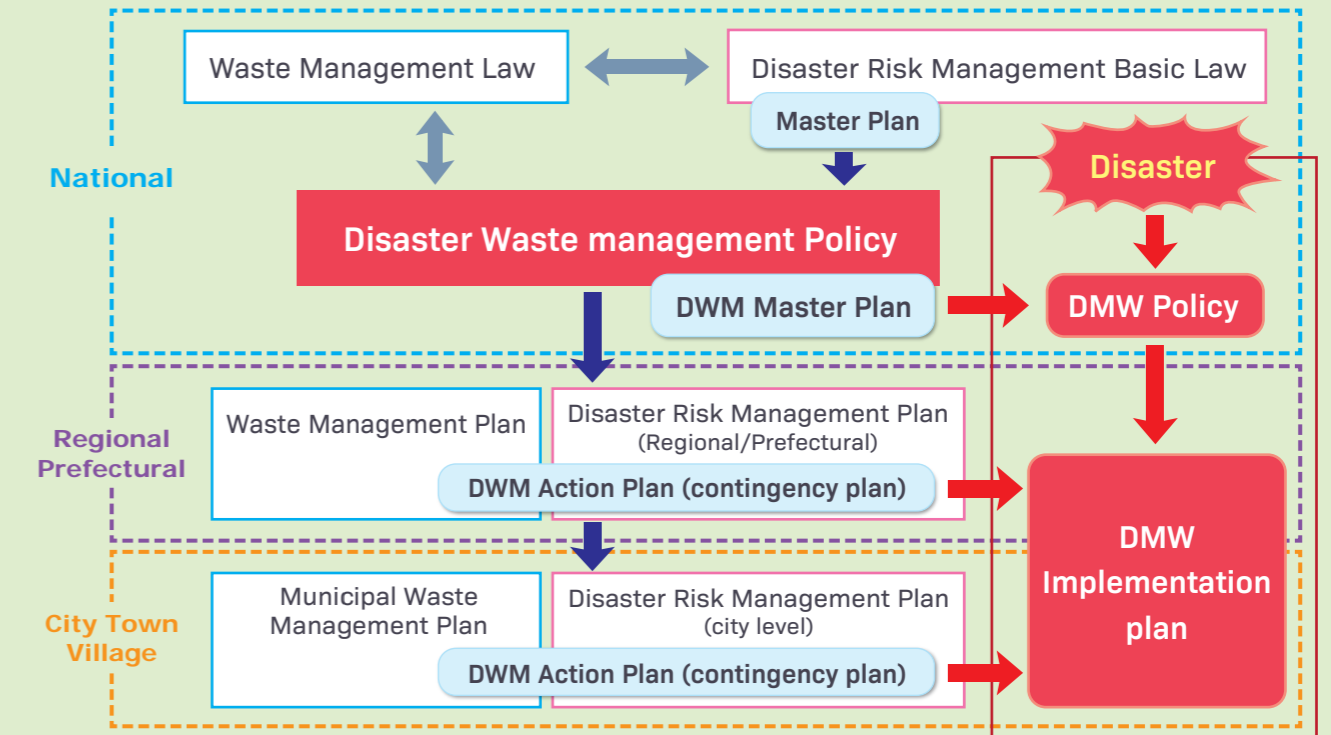 Waste Management Law
Disaster Risk Management Basic Law
Master Plan
National
Disaster
Disaster Waste management Policy
DWM Master Plan
DMW Policy
Regional
Prefectural
Waste Management Plan
Disaster Risk Management Plan
(Regional/Prefectural)
DWM Action Plan (contingency plan)
DMW
Implementation
plan
City Town
Village
Municipal Waste
Management Plan
Disaster Risk Management Plan
(city level)
DWM Action Plan (contingency plan)